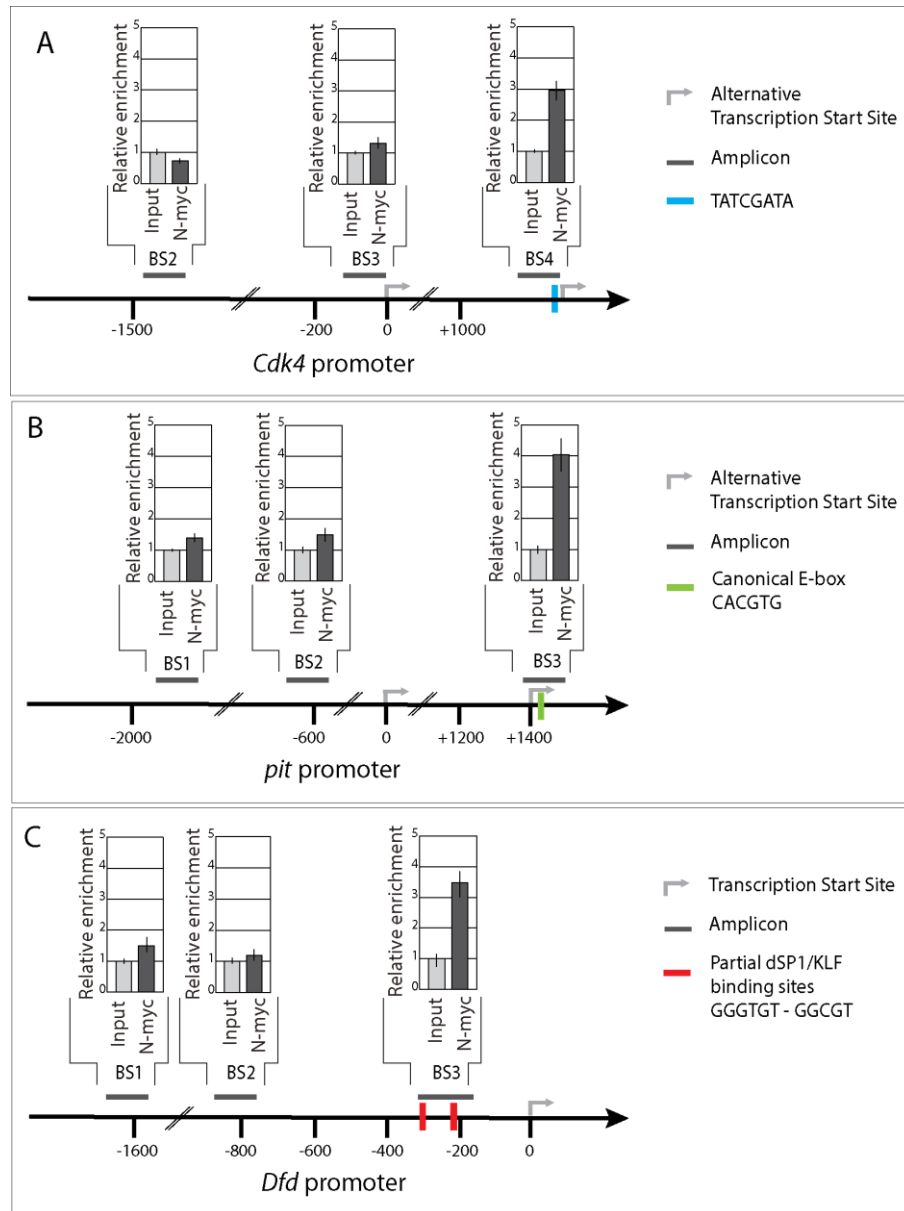 A
Relative enrichment
5
4
3
2
1
0
Input
N-myc
BS2
Relative enrichment
5
4
3
2
1
0
Input
N-myc
BS3
Relative enrichment
5
4
3
2
1
0
Input
N-myc
BS4
Alternative
Transcription Start Site
Amplicon
TATCGATA
-1500
-200
0
+1000
Cdk4 promoter
B
Relative enrichment
5
4
3
2
1
0
Input
N-myc
BS1
Relative enrichment
5
4
3
2
1
0
Input
N-myc
BS2
Relative enrichment
5
4
3
2
1
0
Input
N-myc
BS3
Alternative
Transcription Start Site
Amplicon
Canonical E-box
CACGTG
-2000
-600
0
+1200
+1400
pit promoter
C
Relative enrichment
5
4
3
2
1
0
Input
N-myc
BS1
Relative enrichment
5
4
3
2
1
0
Input
N-myc
BS2
Relative enrichment
5
4
3
2
1
0
Input
N-myc
BS3
Transcription Start Site
Amplicon
Partial dSP1/KLF
binding sites
GGGTGT - GGCGT
-1600
-800
-600
-400
-200
0
Dfd promoter